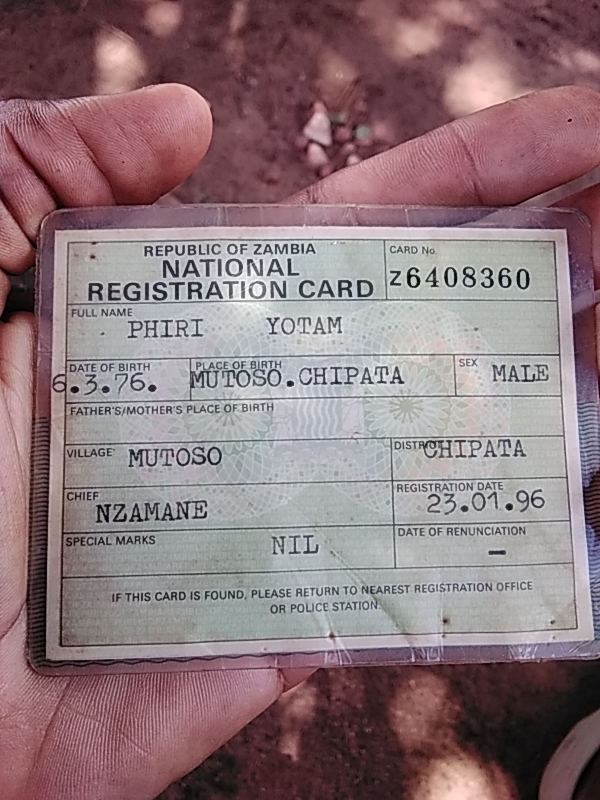 REPUBLIC OF ZAMBIA
NATIONAL
REGISTRATION CARD
CARD No.
Z6408360
FULL NAME
PHIRI YOTAM
DATE OF BIRTH
6.3.76.
PLACE OF BIRTH
MUTOSO.CHIPATA
SEX
MALE
FATHER'S/MOTHER'S PLACE OF BIRTH
VILLAGE
MUTOSO
DISTRICT
CHIPATA
CHIEF
NZAMANE
REGISTRATION DATE
23.01.96
SPECIAL MARKS
NIL
DATE OF RENUNCIATION
—
IF THIS CARD IS FOUND, PLEASE RETURN TO NEAREST REGISTRATION OFFICE
OR POLICE STATION.